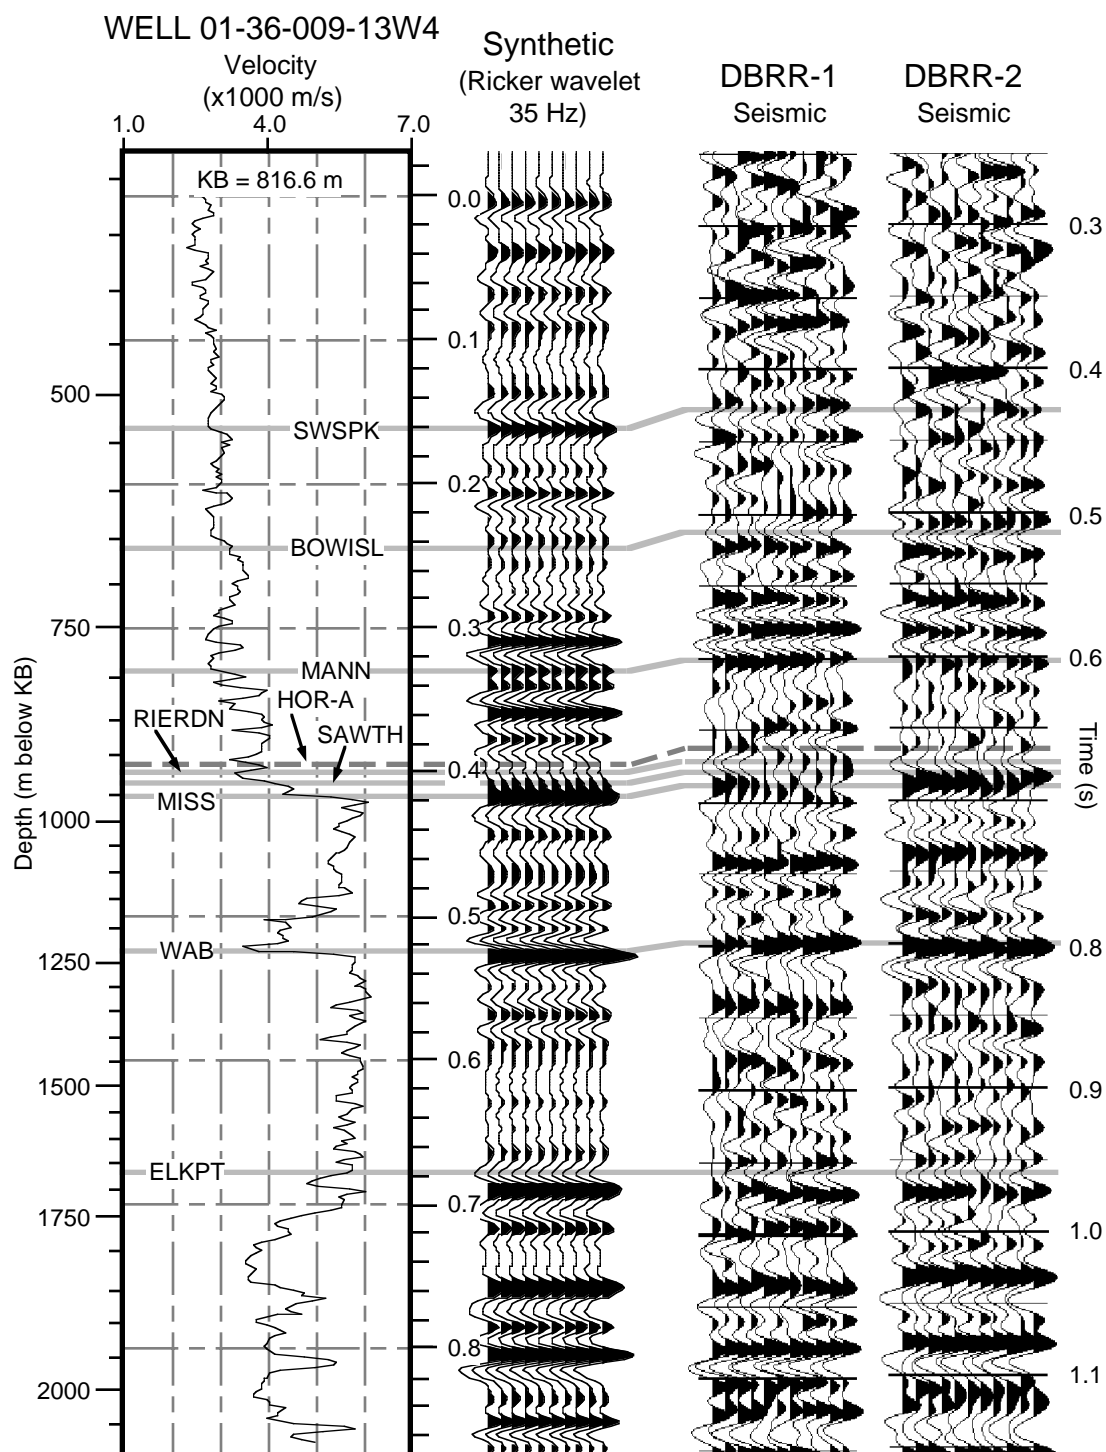 WELL 01-36-009-13W4
Velocity
(x1000 m/s)
1.0 4.0 7.0
Synthetic
(Ricker wavelet
35 Hz)
DBRR-1
Seismic
DBRR-2
Seismic
KB = 816.6 m
0.0
0.3
0.1
0.4
500
SWSPK
0.2
0.5
BOWISL
750
0.3
MANN
0.6
HOR-A
RIERDN
SAWTH
0.4
MISS
1000
Depth (m below KB)
Time (s)
0.5
WAB
0.8
1250
0.6
1500
0.9
ELKPT
0.7
1750
1.0
0.8
1.1
2000